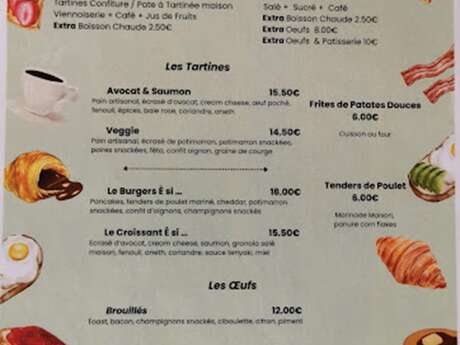 Tartines Confiture / Pate à Tartinée maison
Viennoiserie + Café + Jus de Fruits
Extra Boisson Chaude 2.50€
Salé + Sucré + Café
Extra Boisson Chaude 2.50€
Extra Oeufs 8.00€
Extra Oeufs & Patisserie 10€
Les Tartines
Avocat & Saumon 15.50€
Pain artisanal, écrasé d'avocat, cream cheese, œuf poché,
fenouil, épices, baie rose, coriandre, aneth
Veggie 14.50€
Pain artisanal, écrasé de potimarron, potimarron snackées,
poires snackées, féta, confit oignon, graine de courge
Le Burgers É si ... 16.00€
Pancakes, tenders de poulet mariné, cheddar, potimarron
snackées, confit d'oignons, champignons snackés
Le Croissant É si ... 15.50€
Ecrasé d'avocat, cream cheese, saumon, granola salé
maison, fenouil, aneth, coriandre, sauce teriyaki, miel
Frites de Patates Douces
6.00€
Cuisson au four
Tenders de Poulet
6.00€
Marinade Maison,
panure corn flakes
Les Œufs
Brouillés 12.00€
Toast, bacon, champignons snackés, ciboulette, citron, piment